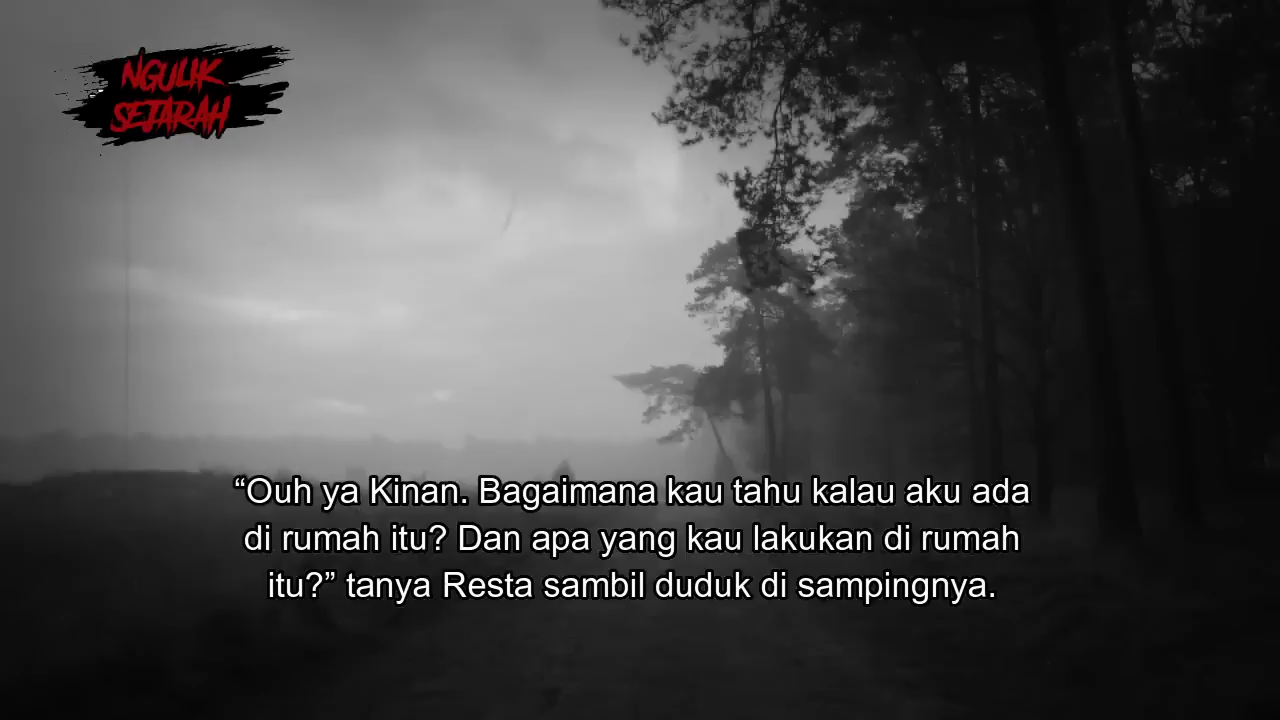 NGULIK
SEJARAH
“Ouh ya Kinan. Bagaimana kau tahu kalau aku ada
di rumah itu? Dan apa yang kau lakukan di rumah
itu?” tanya Resta sambil duduk di sampingnya.